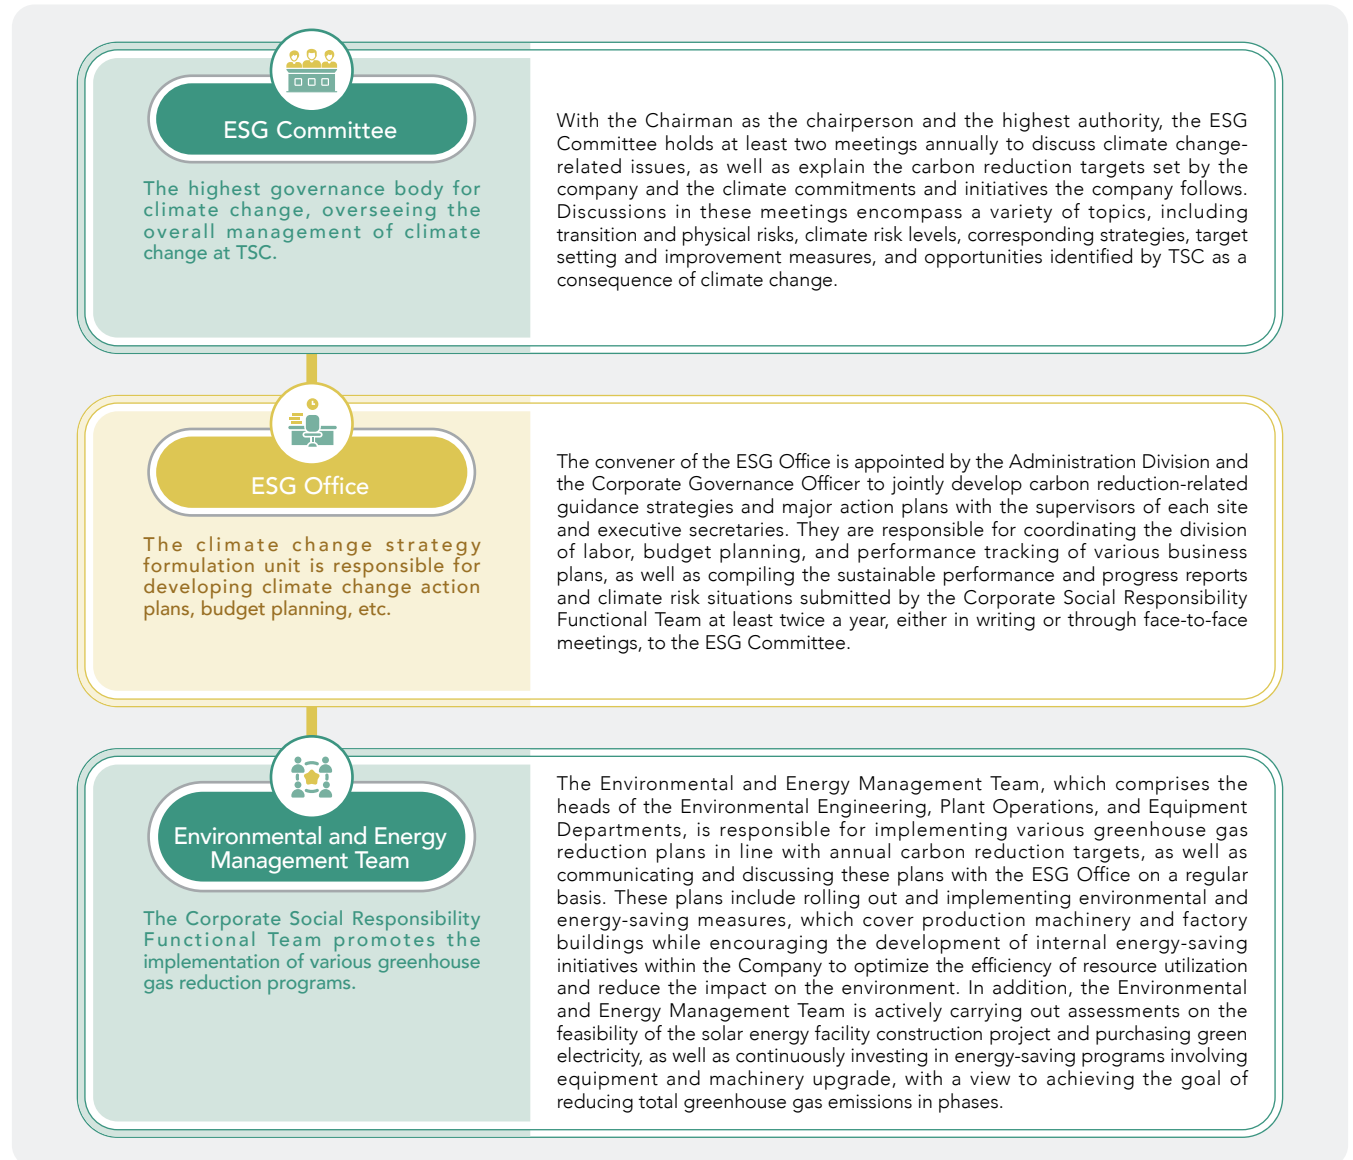 ESG Committee
The highest governance body for
climate change, overseeing the
overall management of climate
change at TSC.
With the Chairman as the chairperson and the highest authority, the ESG
Committee holds at least two meetings annually to discuss climate change-
related issues, as well as explain the carbon reduction targets set by the
company and the climate commitments and initiatives the company follows.
Discussions in these meetings encompass a variety of topics, including
transition and physical risks, climate risk levels, corresponding strategies, target
setting and improvement measures, and opportunities identified by TSC as a
consequence of climate change.
ESG Office
The climate change strategy
formulation unit is responsible for
developing climate change action
plans, budget planning, etc.
The convener of the ESG Office is appointed by the Administration Division and
the Corporate Governance Officer to jointly develop carbon reduction-related
guidance strategies and major action plans with the supervisors of each site
and executive secretaries. They are responsible for coordinating the division
of labor, budget planning, and performance tracking of various business
plans, as well as compiling the sustainable performance and progress reports
and climate risk situations submitted by the Corporate Social Responsibility
Functional Team at least twice a year, either in writing or through face-to-face
meetings, to the ESG Committee.
Environmental and Energy
Management Team
The Corporate Social Responsibility
Functional Team promotes the
implementation of various greenhouse
gas reduction programs.
The Environmental and Energy Management Team, which comprises the
heads of the Environmental Engineering, Plant Operations, and Equipment
Departments, is responsible for implementing various greenhouse gas
reduction plans in line with annual carbon reduction targets, as well as
communicating and discussing these plans with the ESG Office on a regular
basis. These plans include rolling out and implementing environmental and
energy-saving measures, which cover production machinery and factory
buildings while encouraging the development of internal energy-saving
initiatives within the Company to optimize the efficiency of resource utilization
and reduce the impact on the environment. In addition, the Environmental
and Energy Management Team is actively carrying out assessments on the
feasibility of the solar energy facility construction project and purchasing green
electricity, as well as continuously investing in energy-saving programs involving
equipment and machinery upgrade, with a view to achieving the goal of
reducing total greenhouse gas emissions in phases.